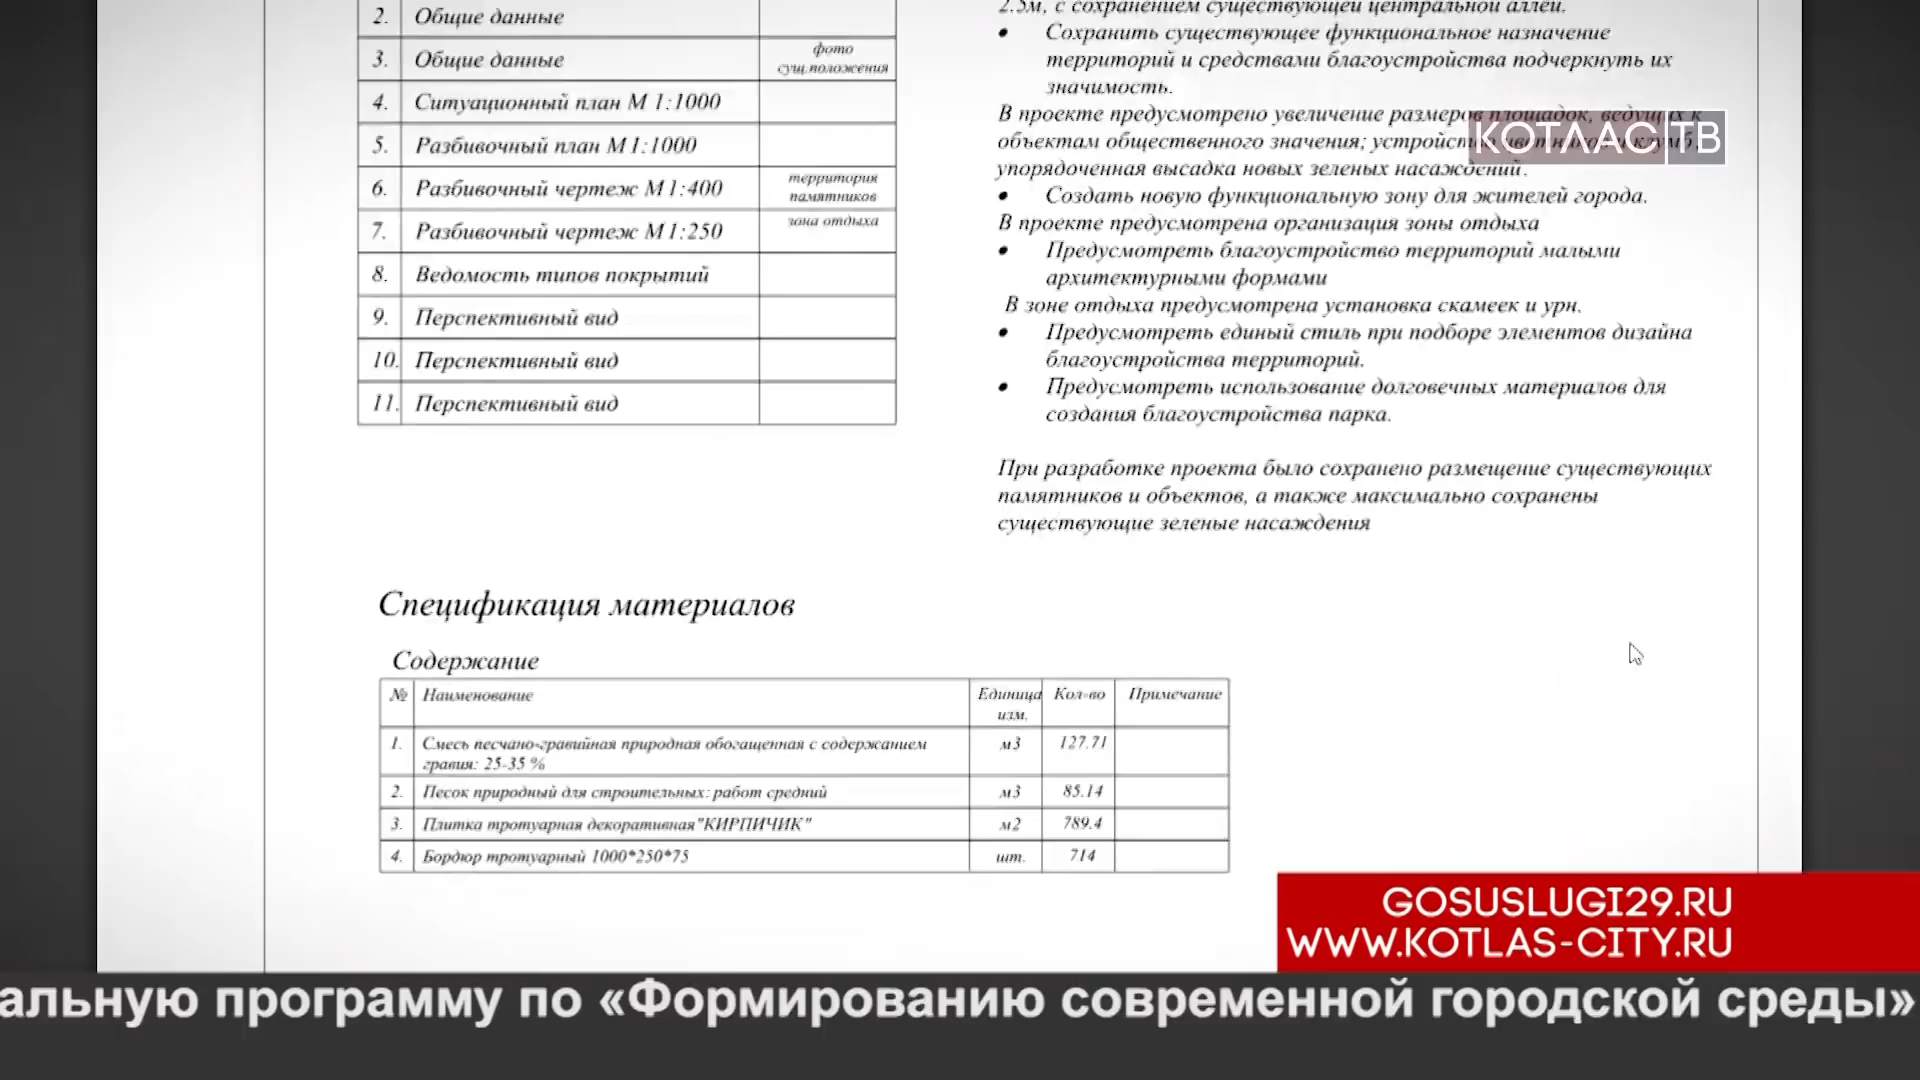 2. Общие данные
3. Общие данные фото
сущ.положения
4. Ситуационный план М 1:1000
5. Разбивочный план М 1:1000
6. Разбивочный чертеж М 1:400 территория
памятников
7. Разбивочный чертеж М 1:250 зона отдыха
8. Ведомость типов покрытий
9. Перспективный вид
10. Перспективный вид
11. Перспективный вид
2.5м, с сохранением существующей центральной аллеи.
• Сохранить существующее функциональное назначение
территорий и средствами благоустройства подчеркнуть их
значимость.
В проекте предусмотрено увеличение размеров площадок, ведущих к
объектам общественного значения; устройство цветников и клумб,
упорядоченная высадка новых зеленых насаждений.
• Создать новую функциональную зону для жителей города.
В проекте предусмотрена организация зоны отдыха
• Предусмотреть благоустройство территорий малыми
архитектурными формами
В зоне отдыха предусмотрена установка скамеек и урн.
• Предусмотреть единый стиль при подборе элементов дизайна
благоустройства территорий.
• Предусмотреть использование долговечных материалов для
создания благоустройства парка.
При разработке проекта было сохранено размещение существующих
памятников и объектов, а также максимально сохранены
существующие зеленые насаждения
КОТЛАС ТВ
Спецификация материалов
Содержание
№ Наименование Единица
изм. Кол-во Примечание
1. Смесь песчано-гравийная природная обогащенная с содержанием
гравия: 25-35 % м3 127.71
2. Песок природный для строительных: работ средний м3 85.14
3. Плитка тротуарная декоративная"КИРПИЧИК" м2 789.4
4. Бордюр тротуарный 1000*250*75 шт. 714
GOSUSLUGI29.RU
WWW.KOTLAS-CITY.RU
альную программу по «Формированию современной городской среды»